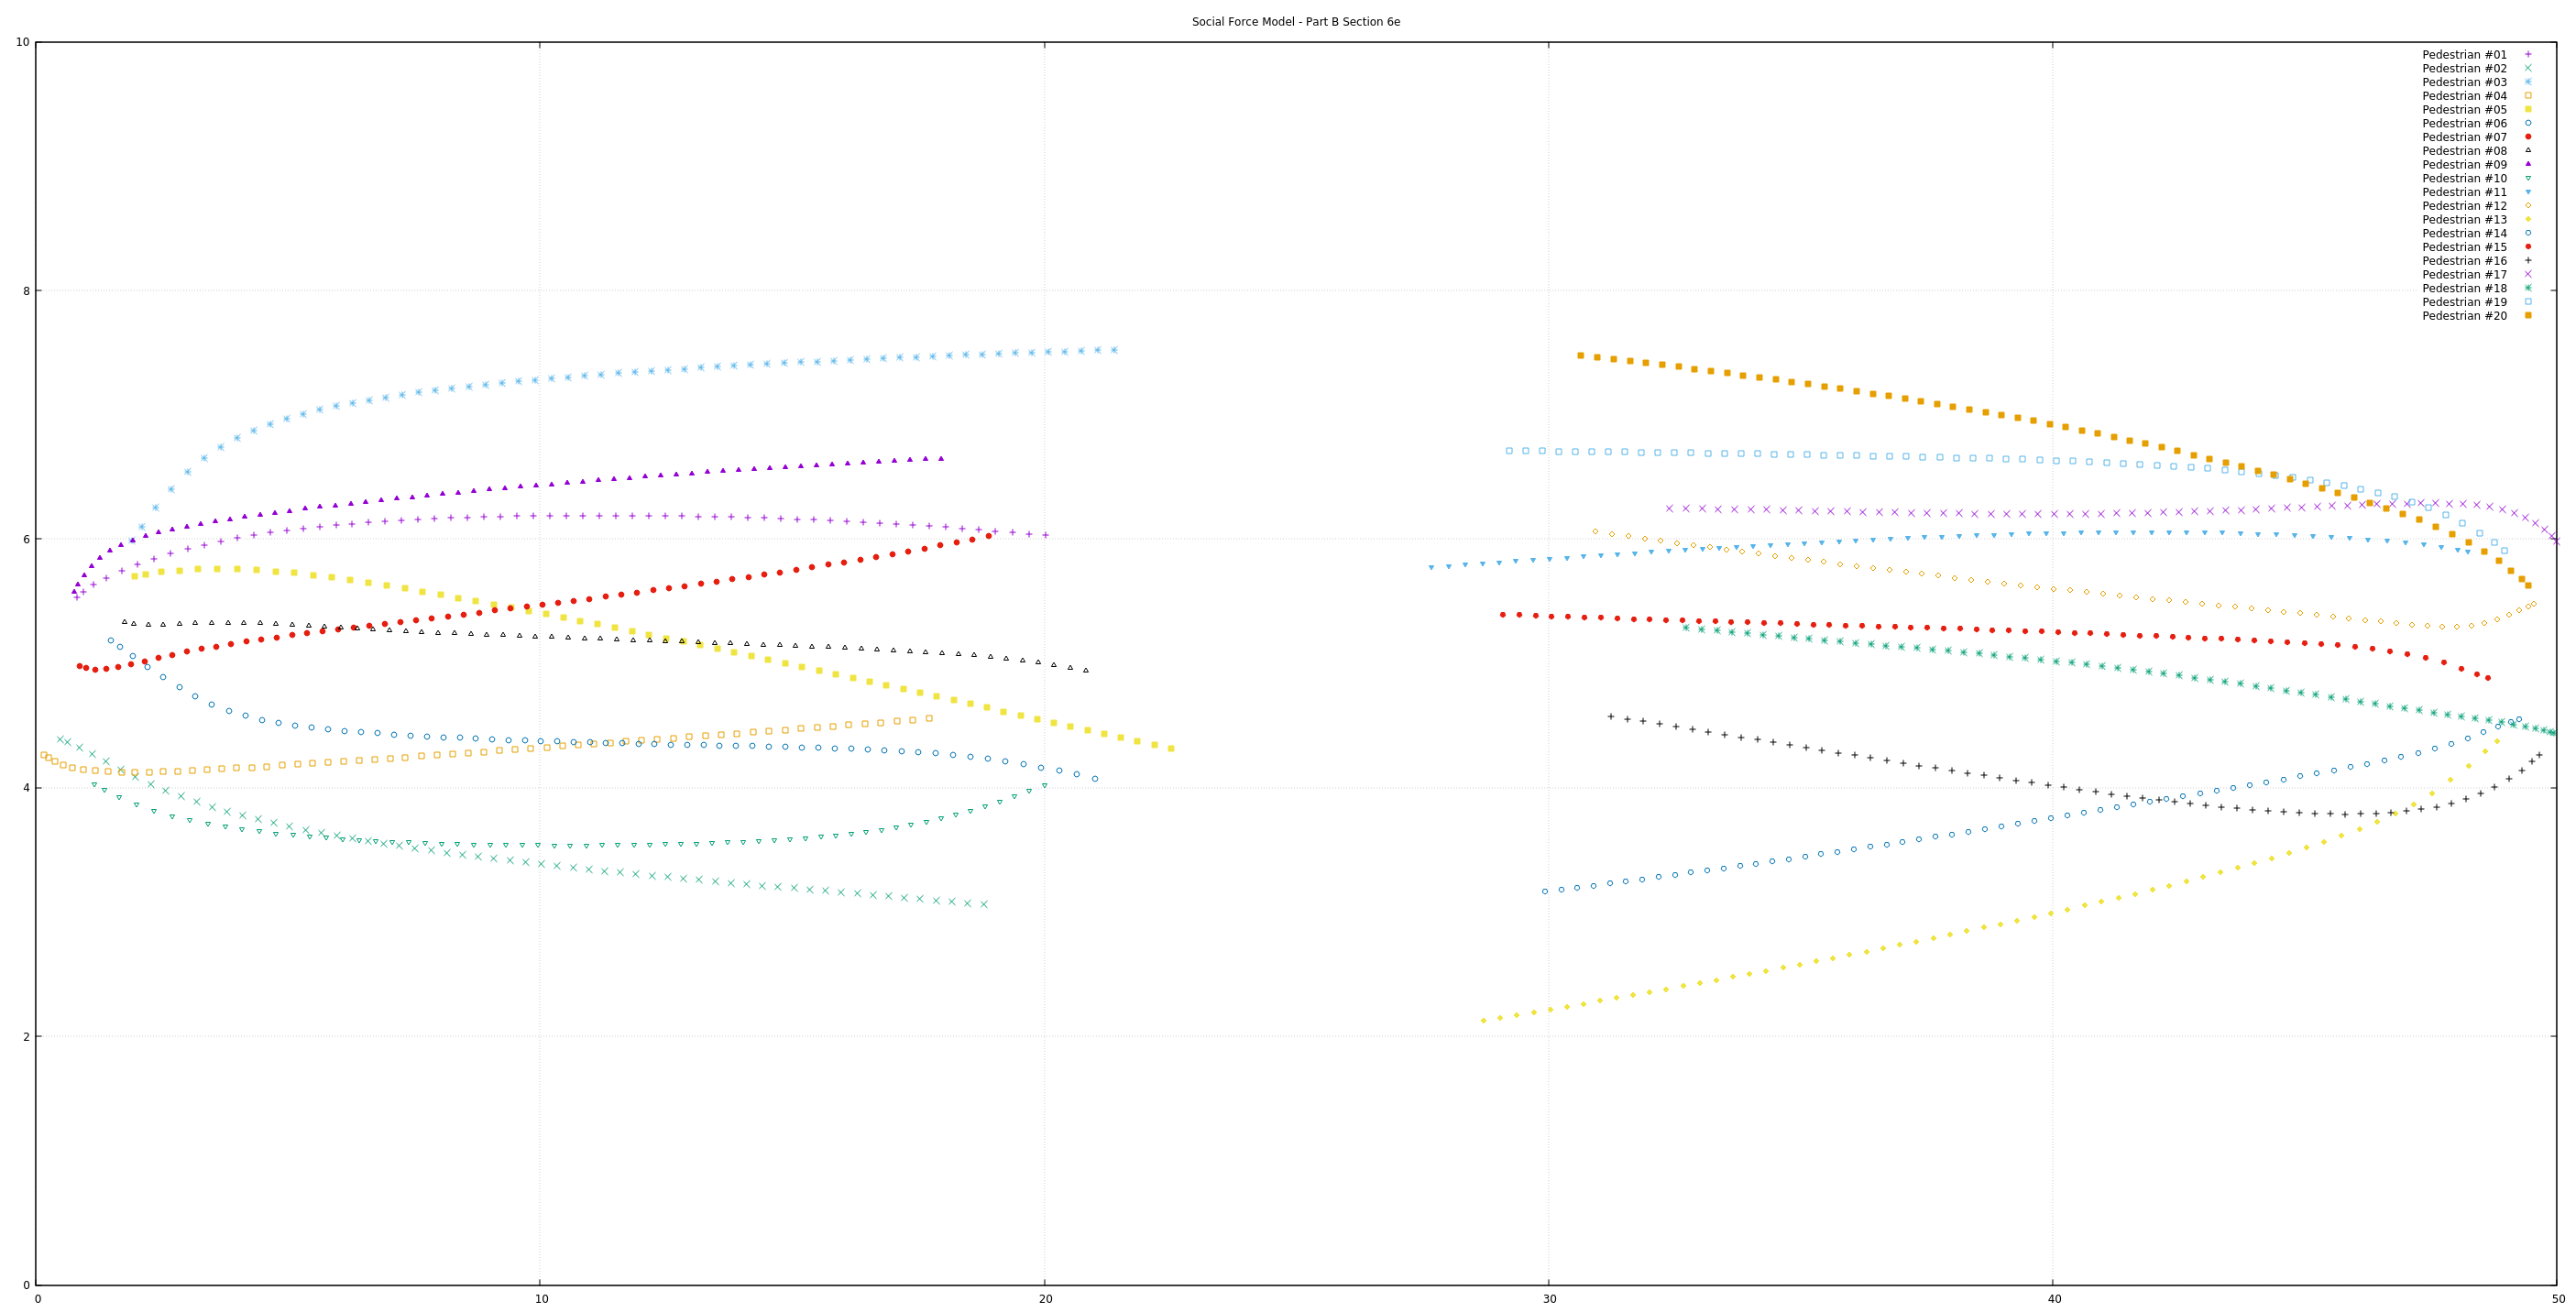 Social Force Model - Part B Section 6e
10
8
6
4
2
0
Pedestrian #01
Pedestrian #02
Pedestrian #03
Pedestrian #04
Pedestrian #05
Pedestrian #06
Pedestrian #07
Pedestrian #08
Pedestrian #09
Pedestrian #10
Pedestrian #11
Pedestrian #12
Pedestrian #13
Pedestrian #14
Pedestrian #15
Pedestrian #16
Pedestrian #17
Pedestrian #18
Pedestrian #19
Pedestrian #20
0 10 20 30 40 50